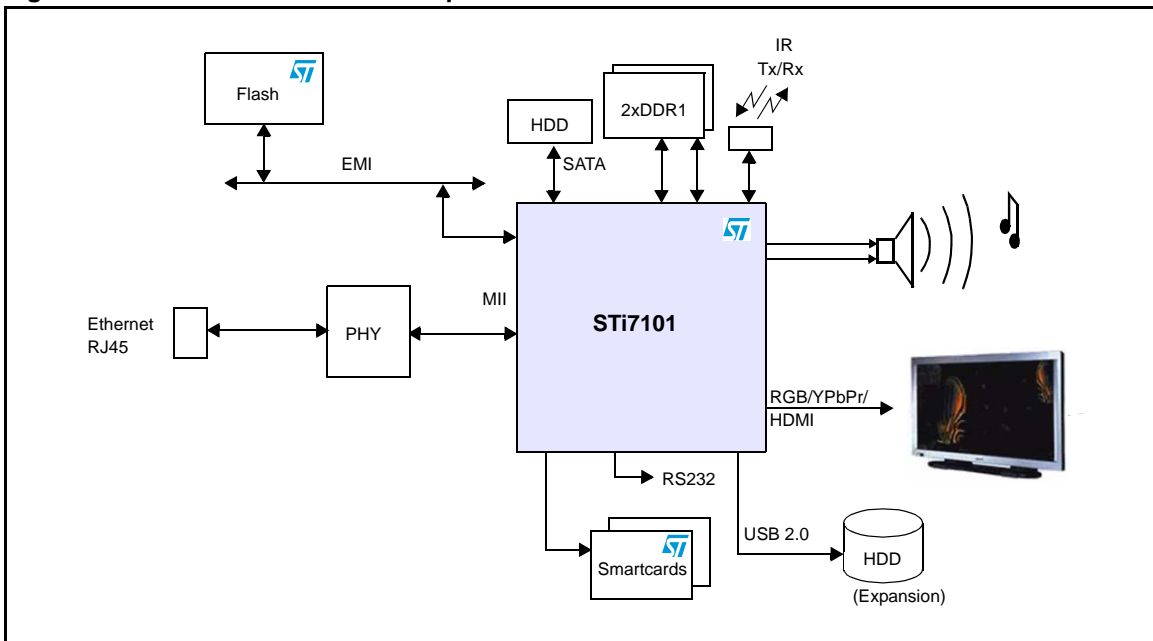 IR
Tx/Rx
Flash
HDD
2xDDR1
EMI
SATA
MII
STi7101
Ethernet
RJ45
PHY
RGB/YPbPr/
HDMI
RS232
USB 2.0
Smartcards
HDD
(Expansion)